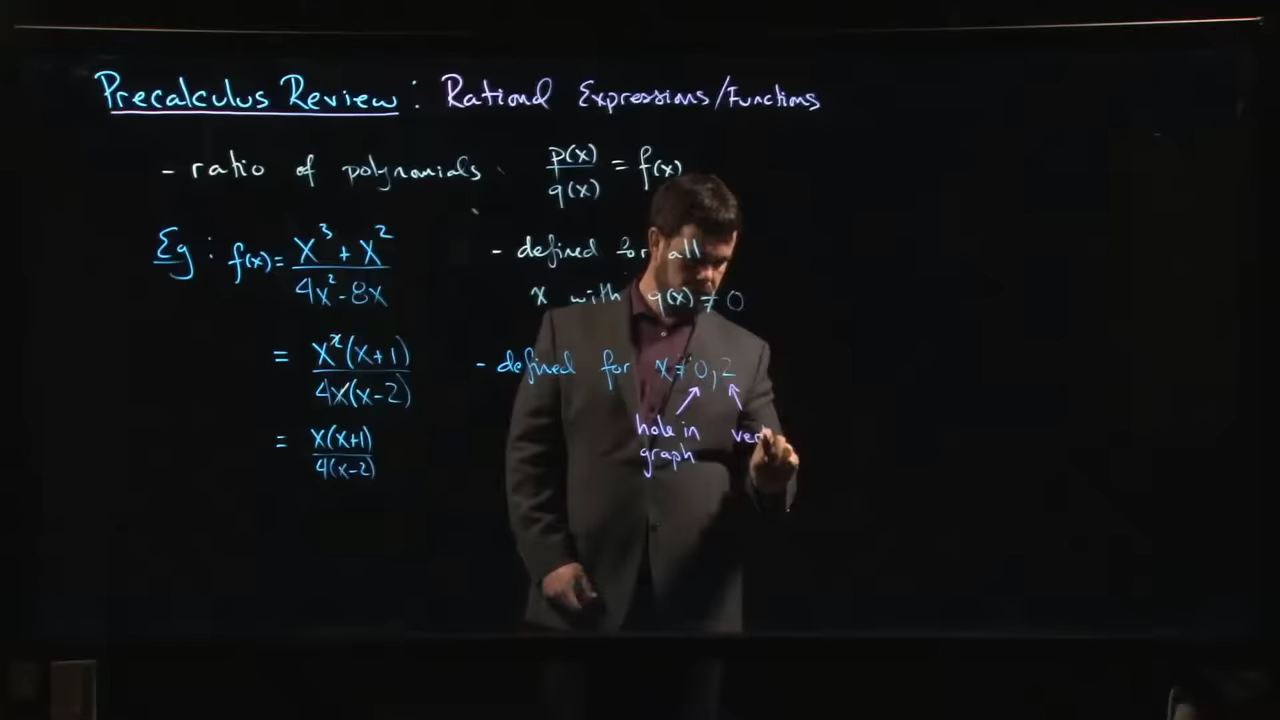 Precalculus Review: Rational Expressions/Functions
- ratio of polynomials. p(x)/q(x) = f(x)
Eg: f(x) = (x³ + x²)/(4x² - 8x)
- defined for all
x with q(x) ≠ 0
= x²(x+1)/4x(x-2)
- defined for x ≠ 0, 2
= x(x+1)/4(x-2)
hole in
graph
ver